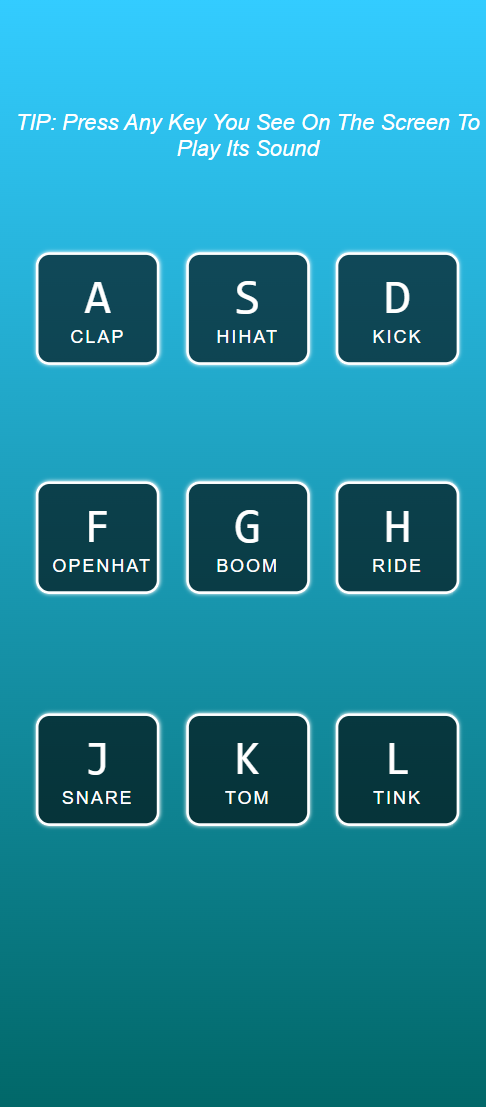 TIP: Press Any Key You See On The Screen To
Play Its Sound
A S D
CLAP HIHAT KICK
F G H
OPENHAT BOOM RIDE
J K L
SNARE TOM TINK